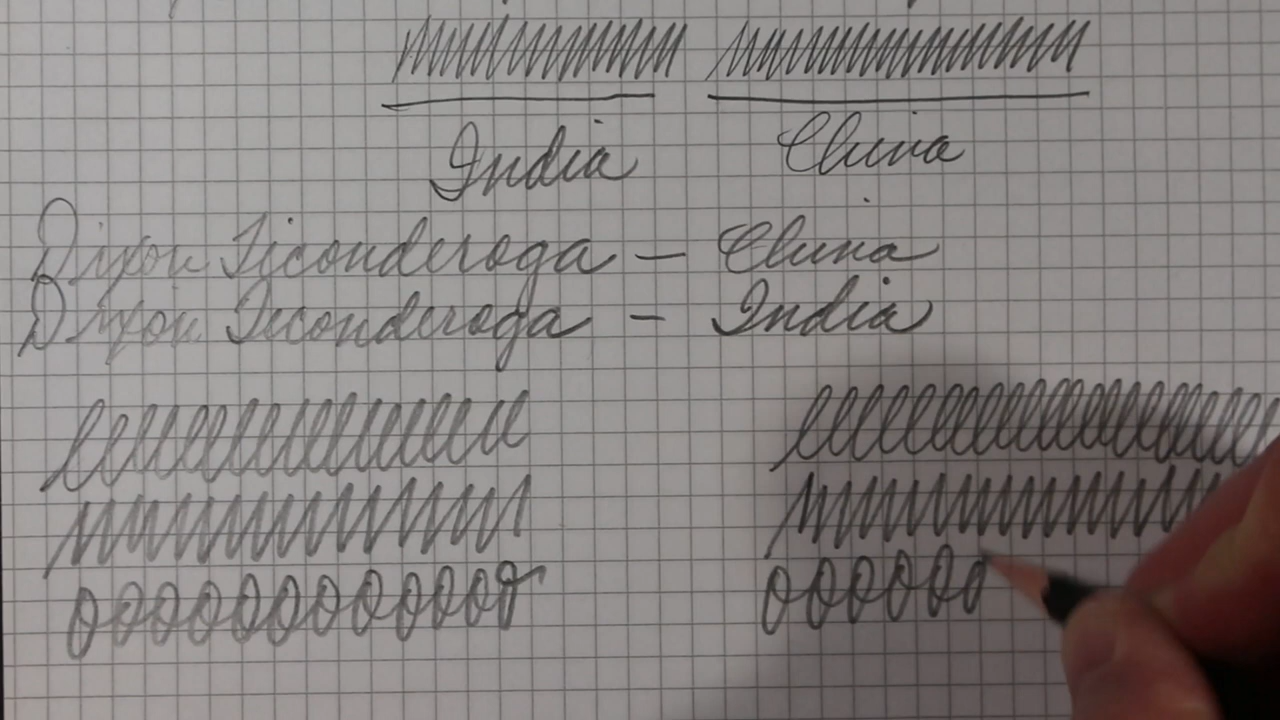 India China
Dixon Ticonderoga – China
Dixon Ticonderoga – India